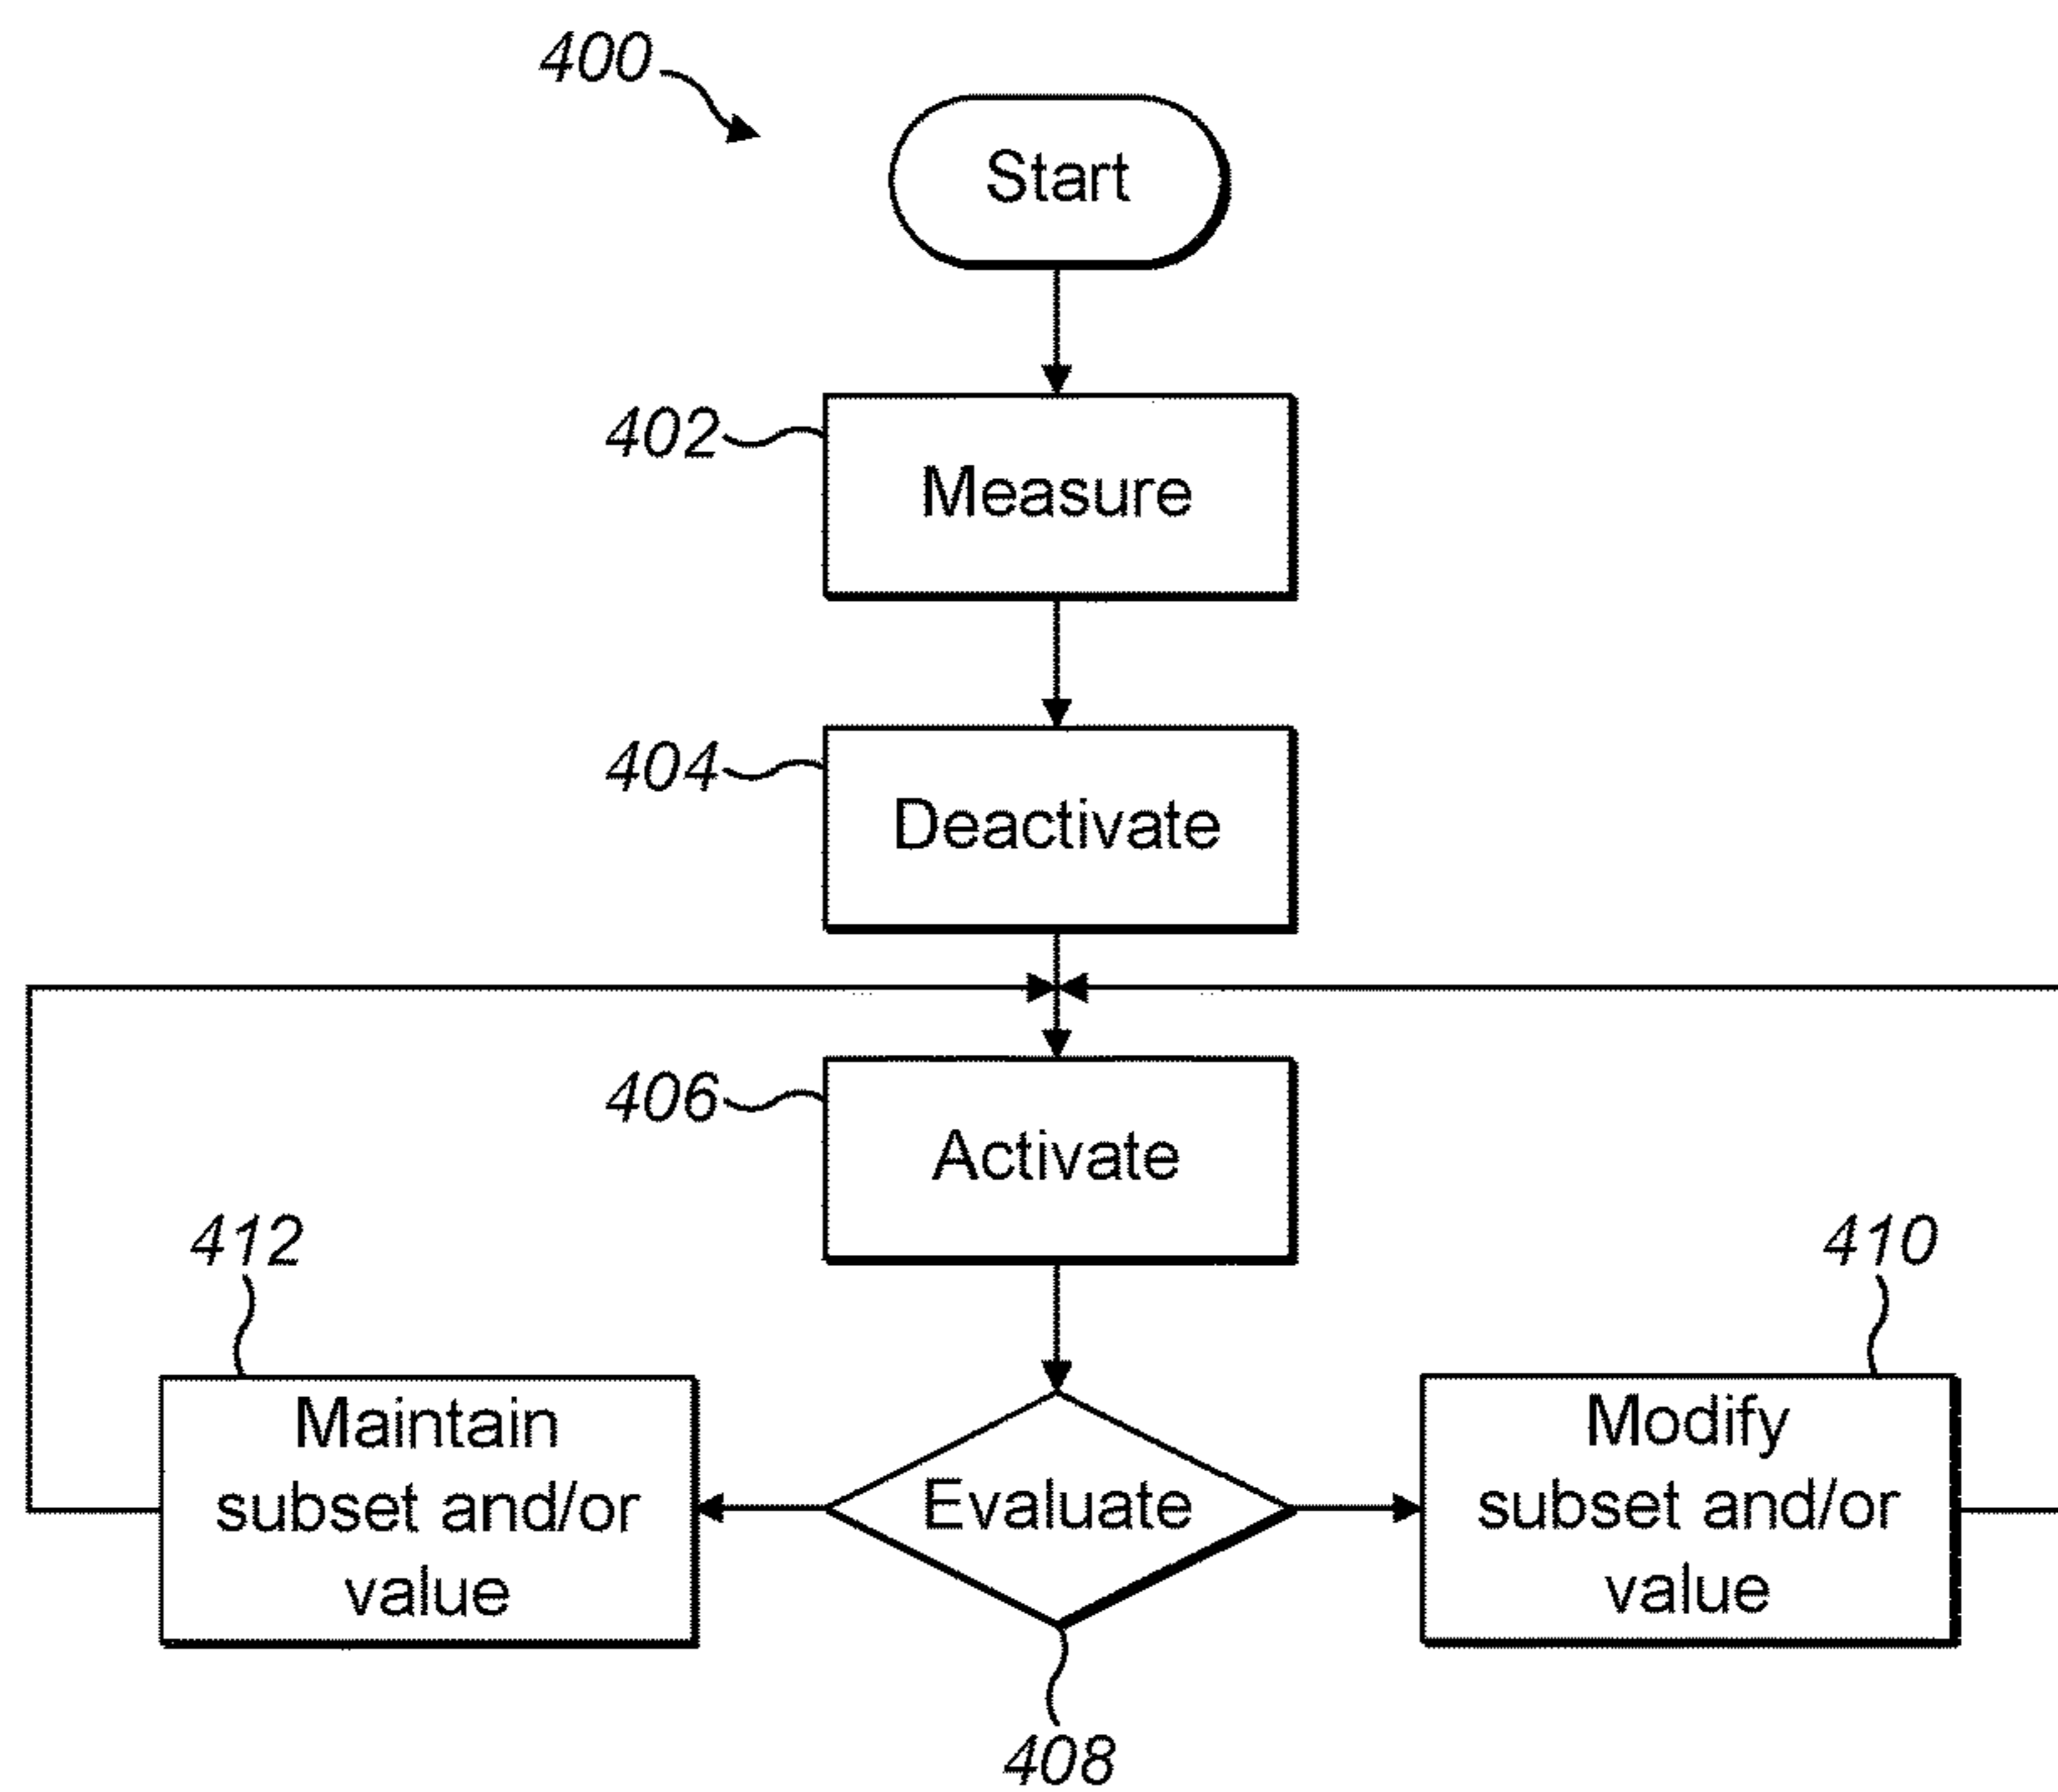 400
Start
402
Measure
404
Deactivate
406
Activate
412
410
Maintain
subset and/or
value
Evaluate
Modify
subset and/or
value
408